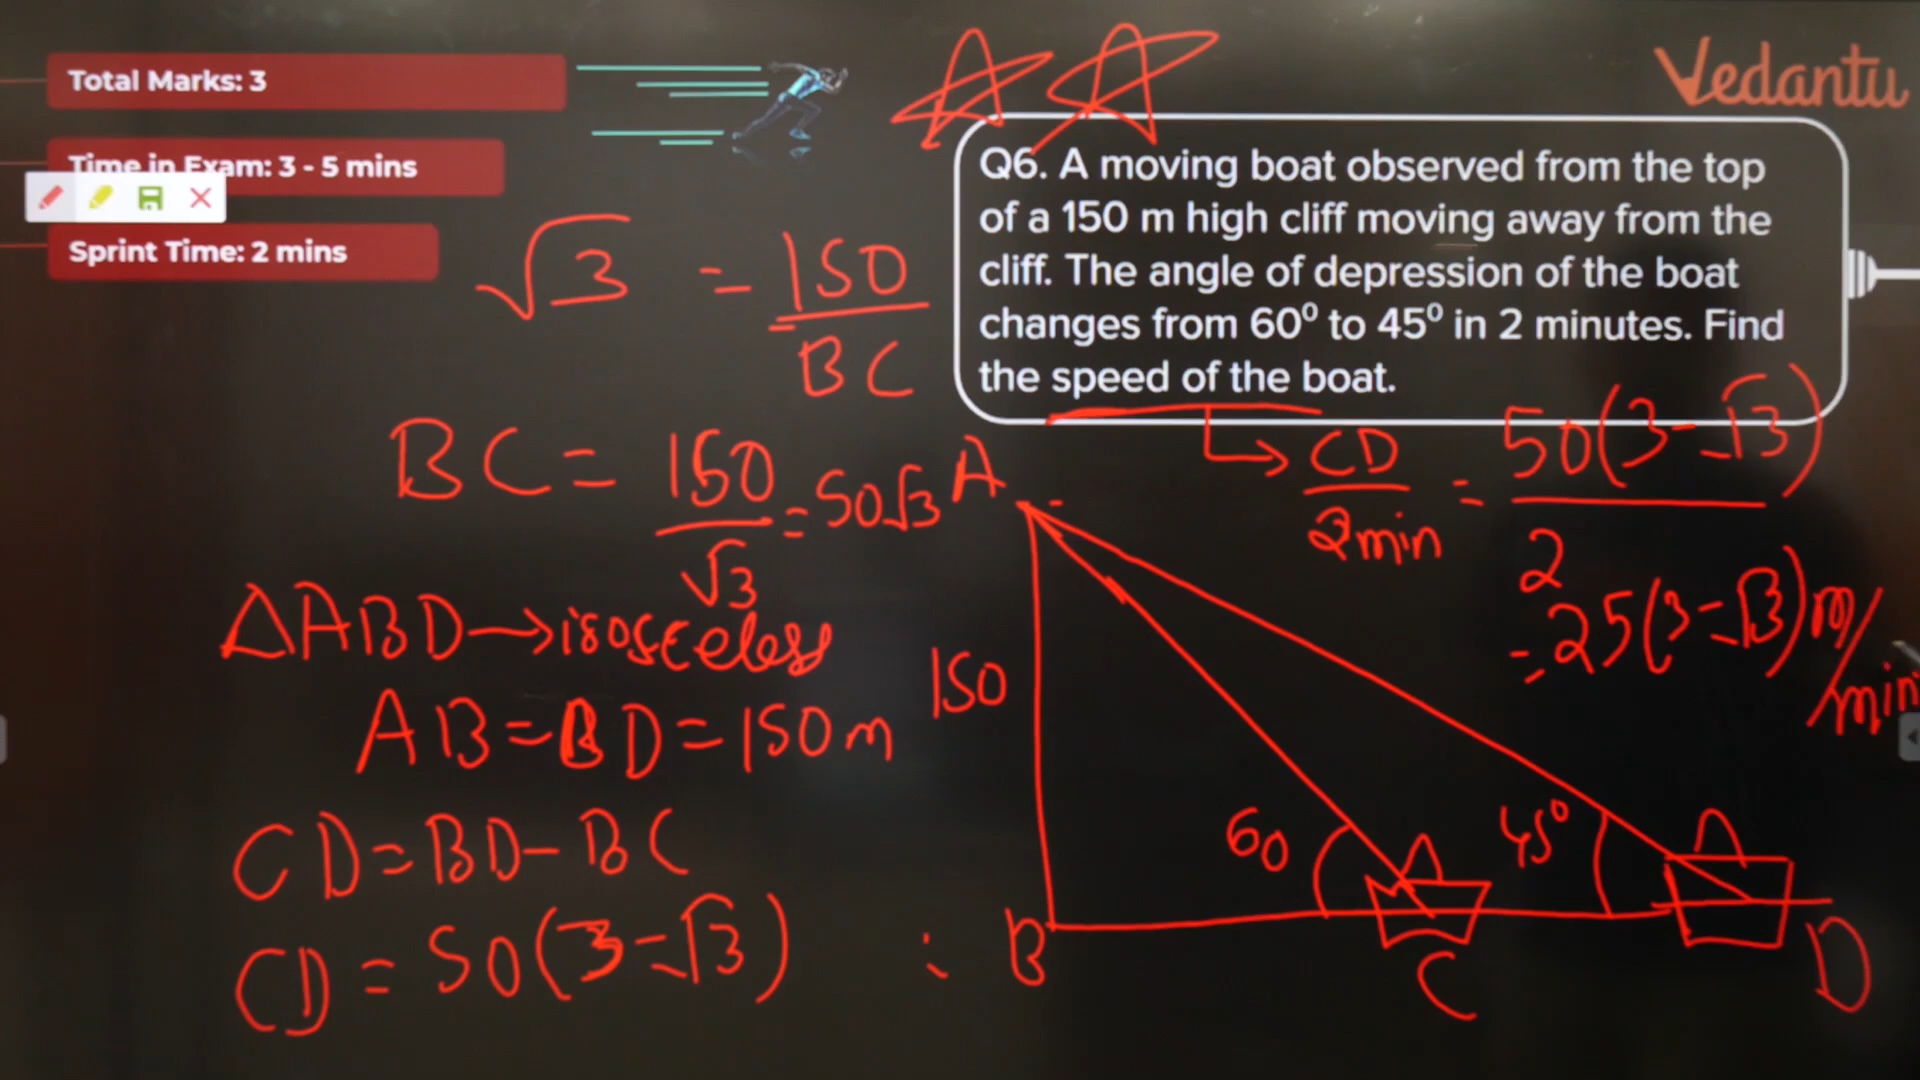 Total Marks: 3
Time in Exam: 3 - 5 mins
Sprint Time: 2 mins
Vedantu
Q6. A moving boat observed from the top
of a 150 m high cliff moving away from the
cliff. The angle of depression of the boat
changes from 60⁰ to 45⁰ in 2 minutes. Find
the speed of the boat.
√3 = 150/BC
BC = 150/√3 = 50√3
ΔABD → isosceless
AB = BD = 150 m
CD = BD - BC
CD = 50(3-√3)
CD/2min = 50(3-√3)/2
= 25(3-√3) m/min
A
150
60
45°
B
C
D